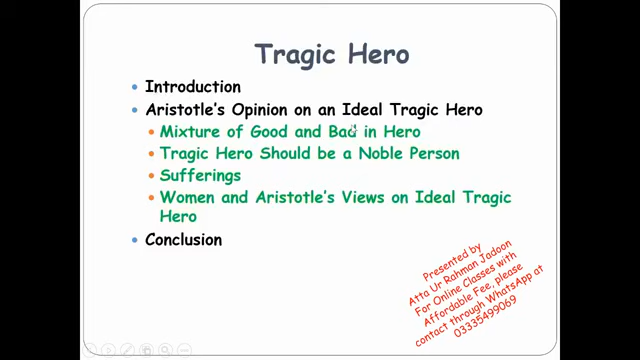 Tragic Hero
Introduction
Aristotle's Opinion on an Ideal Tragic Hero
Mixture of Good and Bad in Hero
Tragic Hero Should be a Noble Person
Sufferings
Women and Aristotle's Views on Ideal Tragic
Hero
Conclusion
Presented by
Atta Ur Rahman Jadoon
For Online Classes with
Affordable Fee, please
contact through WhatsApp at
03335499069